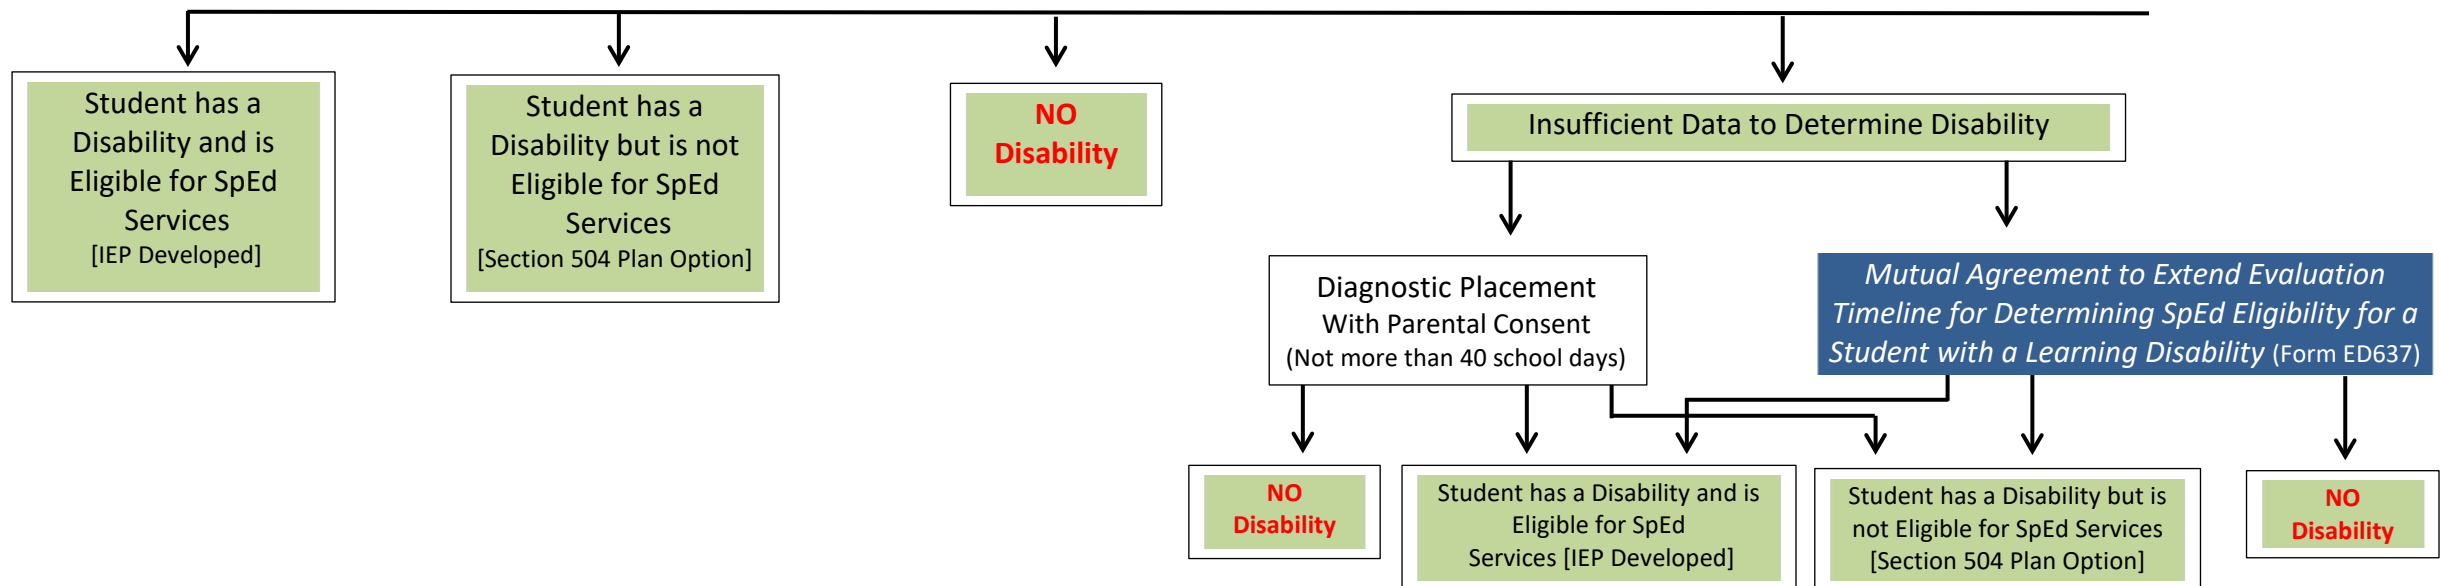 Student has a
Disability and is
Eligible for SpEd
Services
[IEP Developed]
Student has a
Disability but is not
Eligible for SpEd
Services
[Section 504 Plan Option]
NO
Disability
Insufficient Data to Determine Disability
Diagnostic Placement
With Parental Consent
(Not more than 40 school days)
Mutual Agreement to Extend Evaluation
Timeline for Determining SpEd Eligibility for a
Student with a Learning Disability (Form ED637)
NO
Disability
Student has a Disability and is
Eligible for SpEd
Services [IEP Developed]
Student has a Disability but is
not Eligible for SpEd Services
[Section 504 Plan Option]
NO
Disability